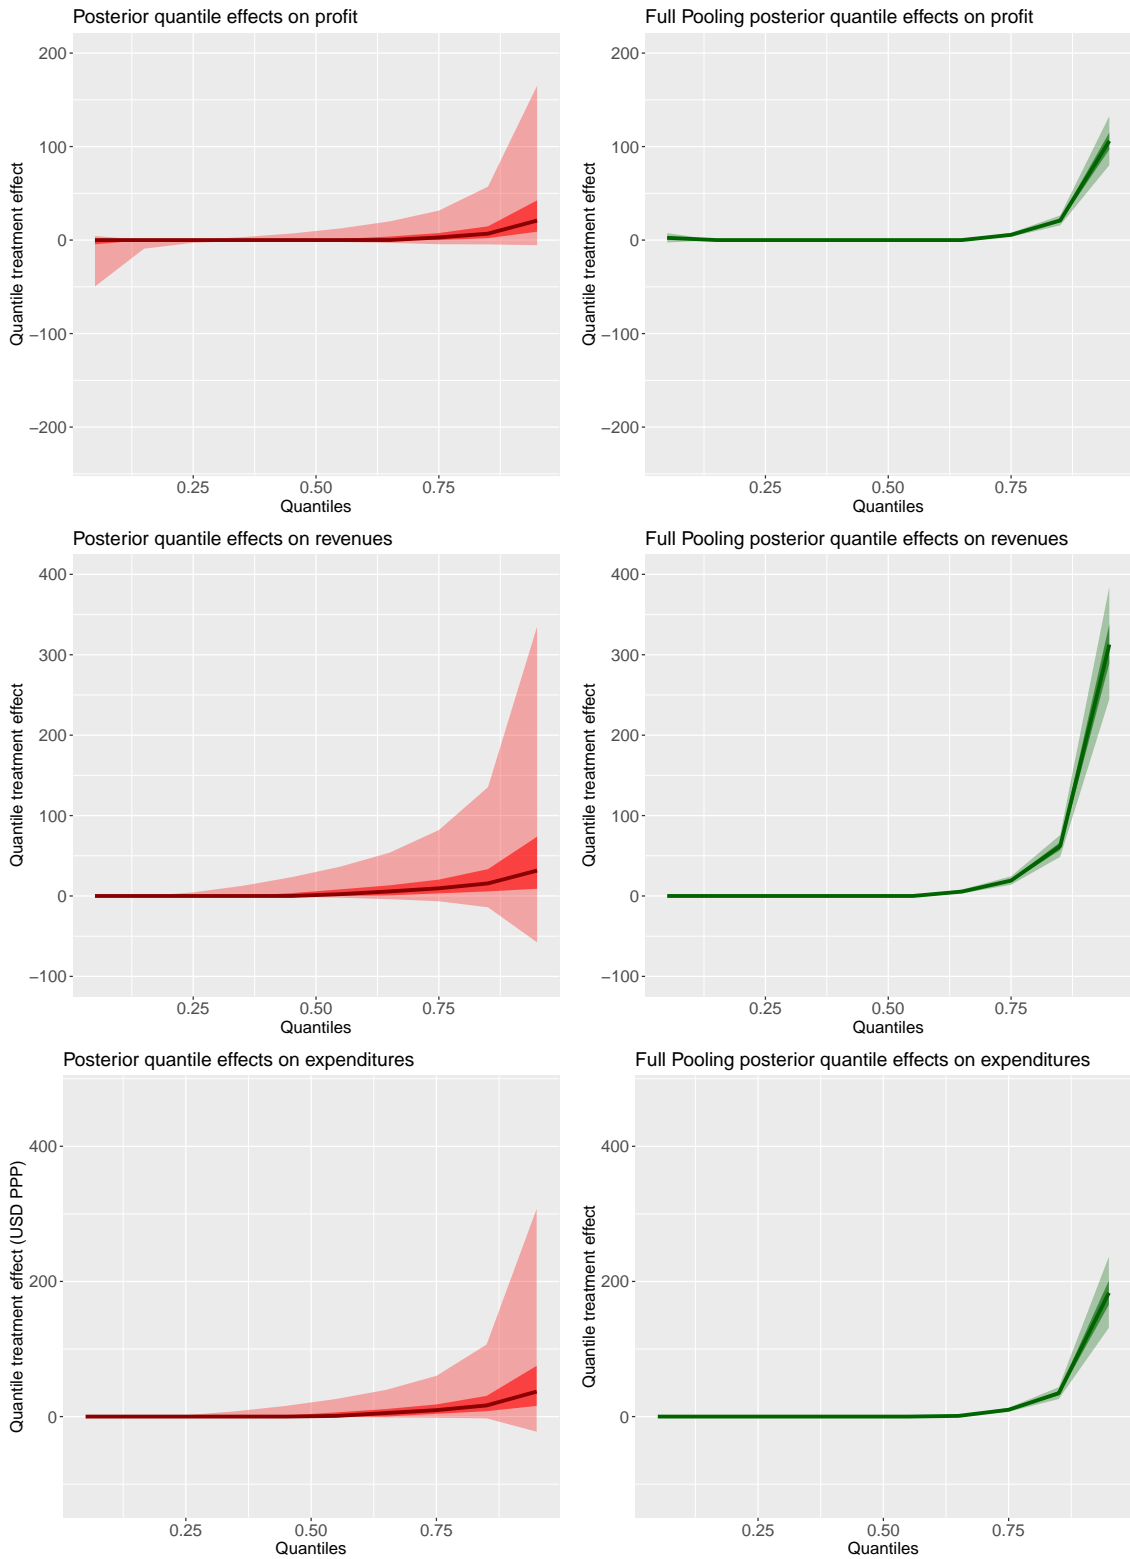 Posterior quantile effects on profit
Quantile treatment effect
200
100
0
−100
−200
0.25 0.50 0.75
Quantiles
Full Pooling posterior quantile effects on profit
Quantile treatment effect
200
100
0
−100
−200
0.25 0.50 0.75
Quantiles
Posterior quantile effects on revenues
Quantile treatment effect
400
300
200
100
0
−100
0.25 0.50 0.75
Quantiles
Full Pooling posterior quantile effects on revenues
Quantile treatment effect
400
300
200
100
0
−100
0.25 0.50 0.75
Quantiles
Posterior quantile effects on expenditures
Quantile treatment effect (USD PPP)
400
200
0
0.25 0.50 0.75
Quantiles
Full Pooling posterior quantile effects on expenditures
Quantile treatment effect
400
200
0
0.25 0.50 0.75
Quantiles